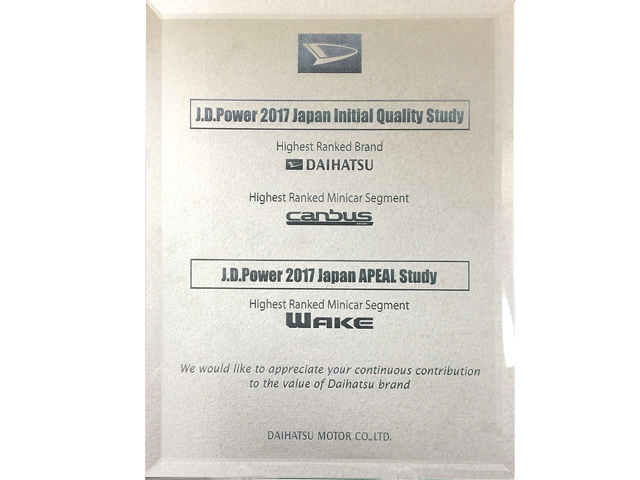 J.D.Power 2017 Japan Initial Quality Study
Highest Ranked Brand
DAIHATSU
Highest Ranked Minicar Segment
canbus
J.D.Power 2017 Japan APEAL Study
Highest Ranked Minicar Segment
WAKE
We would like to appreciate your continuous contribution
to the value of Daihatsu brand
DAIHATSU MOTOR CO.,LTD.